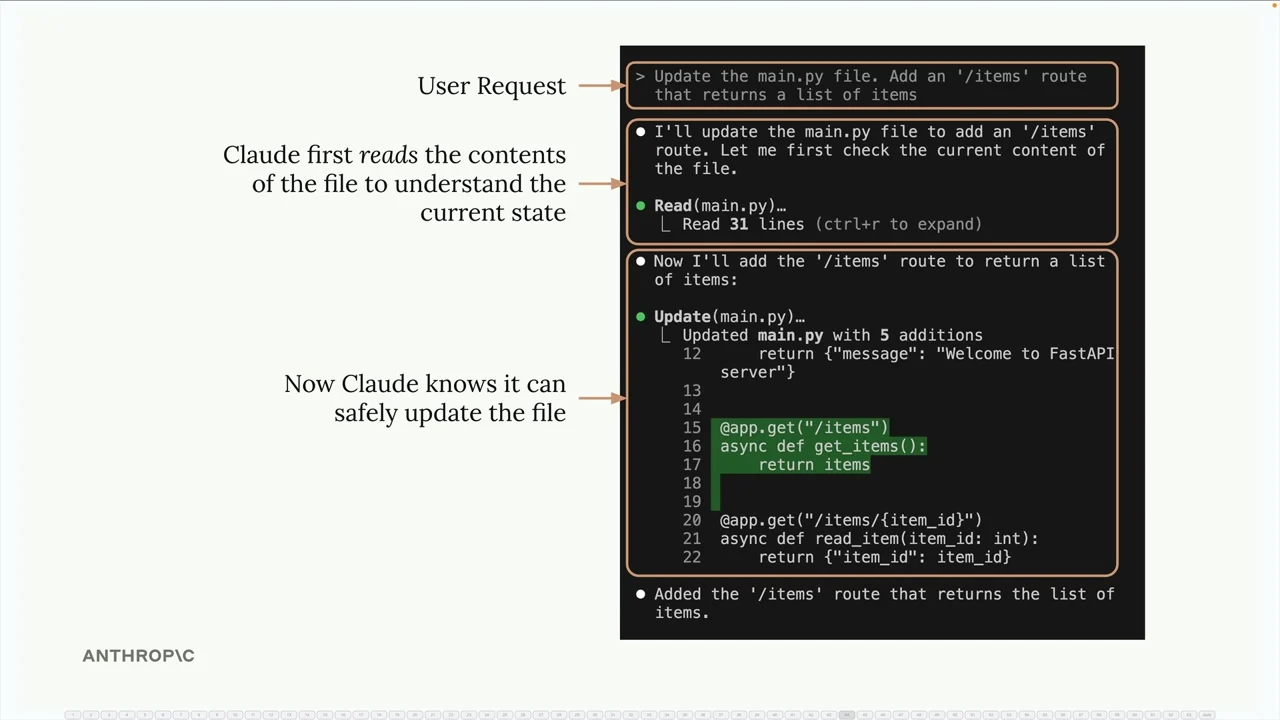 User Request
Claude first reads the contents
of the file to understand the
current state
Now Claude knows it can
safely update the file
> Update the main.py file. Add an '/items' route
that returns a list of items
I'll update the main.py file to add an '/items'
route. Let me first check the current content of
the file.
Read(main.py)…
Read 31 lines (ctrl+r to expand)
Now I'll add the '/items' route to return a list
of items:
Update(main.py)…
Updated main.py with 5 additions
12 return {"message": "Welcome to FastAPI
server"}
13
14
15 @app.get("/items")
16 async def get_items():
17 return items
18
19
20 @app.get("/items/{item_id}")
21 async def read_item(item_id: int):
22 return {"item_id": item_id}
Added the '/items' route that returns the list of
items.
ANTHROP\C